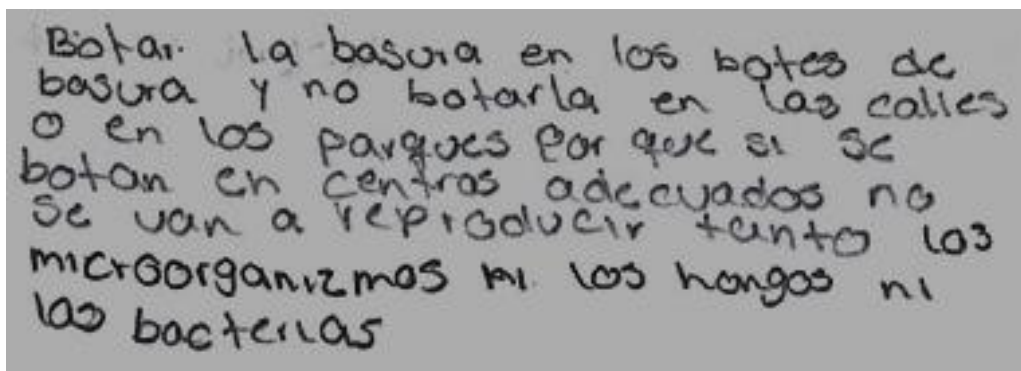 Botar la basura en los botes de
basura y no botarla en las calles
o en los parques por que si se
botan en centros adecuados no
se van a reproducir tanto los
microorganizmos ni los hongos ni
las bacterias